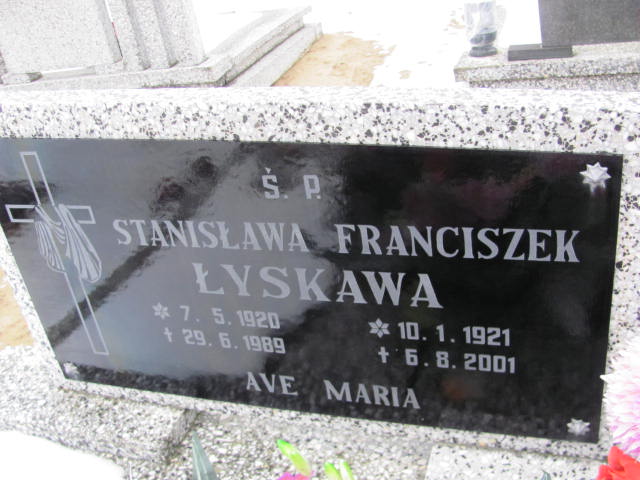 Ś. P.
STANISŁAWA FRANCISZEK
ŁYSKAWA
7. 5. 1920 10. 1. 1921
† 29. 6. 1989 † 6. 8. 2001
AVE MARIA